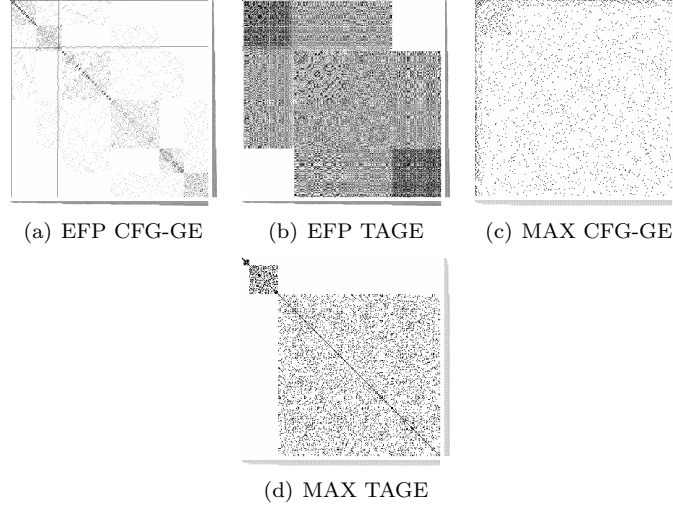 (a) EFP CFG-GE
(b) EFP TAGE
(c) MAX CFG-GE
(d) MAX TAGE